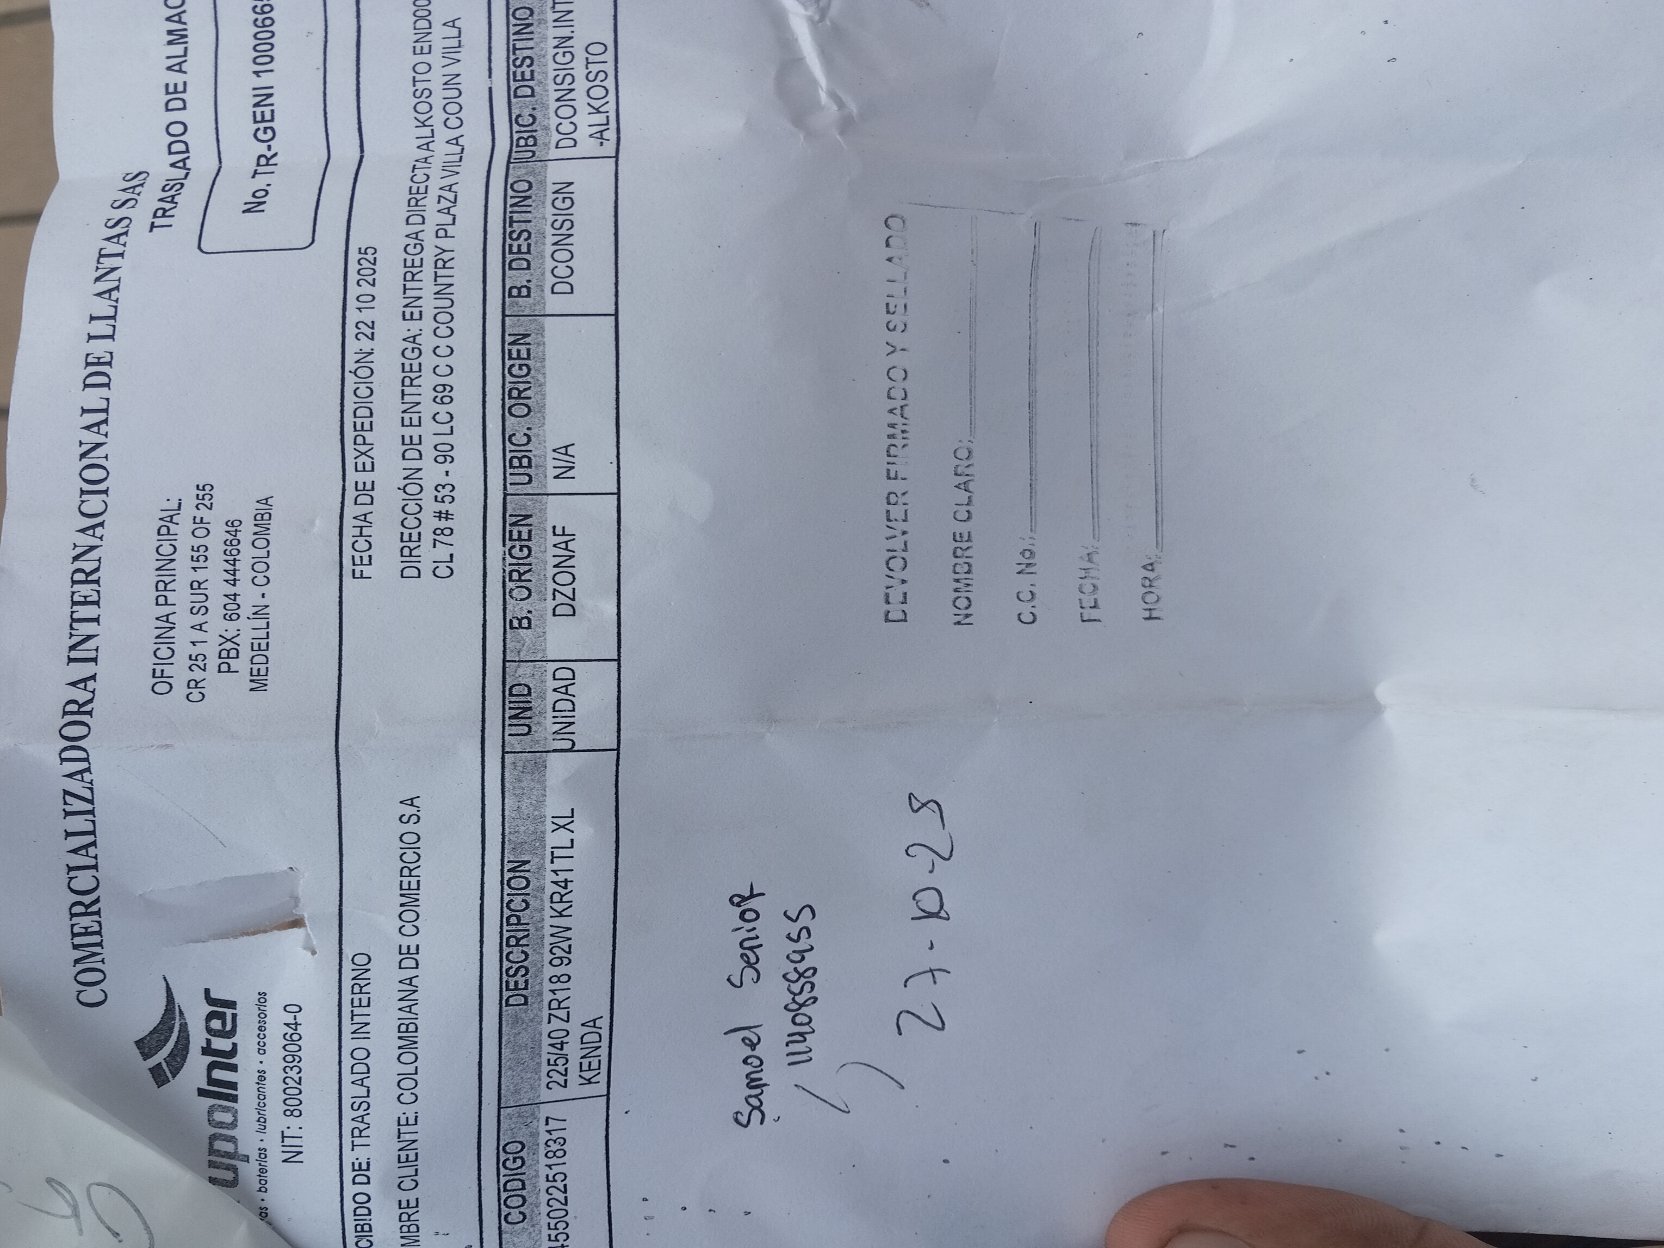 COMERCIALIZADORA INTERNACIONAL DE LLANTAS SAS
upoInter
· baterías · lubricantes · accesorios
NIT: 800239064-0
OFICINA PRINCIPAL:
CR 25 1 A SUR 155 OF 255
PBX: 604 4446646
MEDELLÍN - COLOMBIA
TRASLADO DE ALMAC
No. TR-GENI 1000665
CIBIDO DE: TRASLADO INTERNO
FECHA DE EXPEDICIÓN: 22 10 2025
MBRE CLIENTE: COLOMBIANA DE COMERCIO S.A
DIRECCIÓN DE ENTREGA: ENTREGA DIRECTA ALKOSTO END00
CL 78 # 53 - 90 LC 69 C C COUNTRY PLAZA VILLA COUN VILLA
CODIGO DESCRIPCION UNID B. ORIGEN UBIC. ORIGEN B. DESTINO UBIC. DESTINO
455022518317 225/40 ZR18 92W KR41 TL XL UNIDAD DZONAF N/A DCONSIGN DCONSIGN.INT
KENDA -ALKOSTO
Samoel Senior
1140858955
27-10-25
DEVOLVER FIRMADO Y SELLADO
NOMBRE CLARO:
C.C. No.:
FECHA:
HORA: